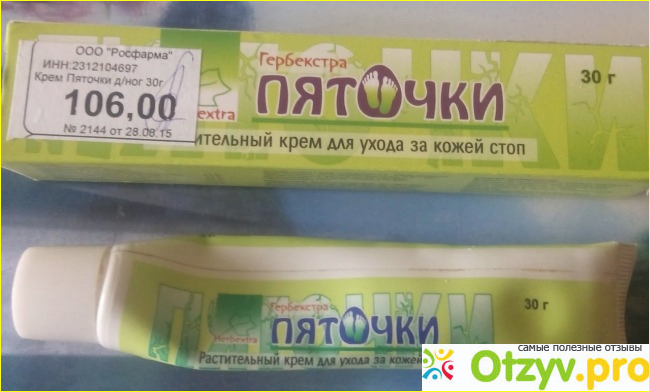 ООО "Росфарма"
ИНН:2312104697
Крем Пяточки д/ног 30г
106,00
№ 2144 от 28.08.15
extra
Гербекстра
ПЯТОЧКИ
30 г
Растительный крем для ухода за кожей стоп
Гербекстра
Herbextra
ПЯТОЧКИ
30 г
Растительный крем для ухода за кожей
самые полезные отзывы
Otzyv.pro